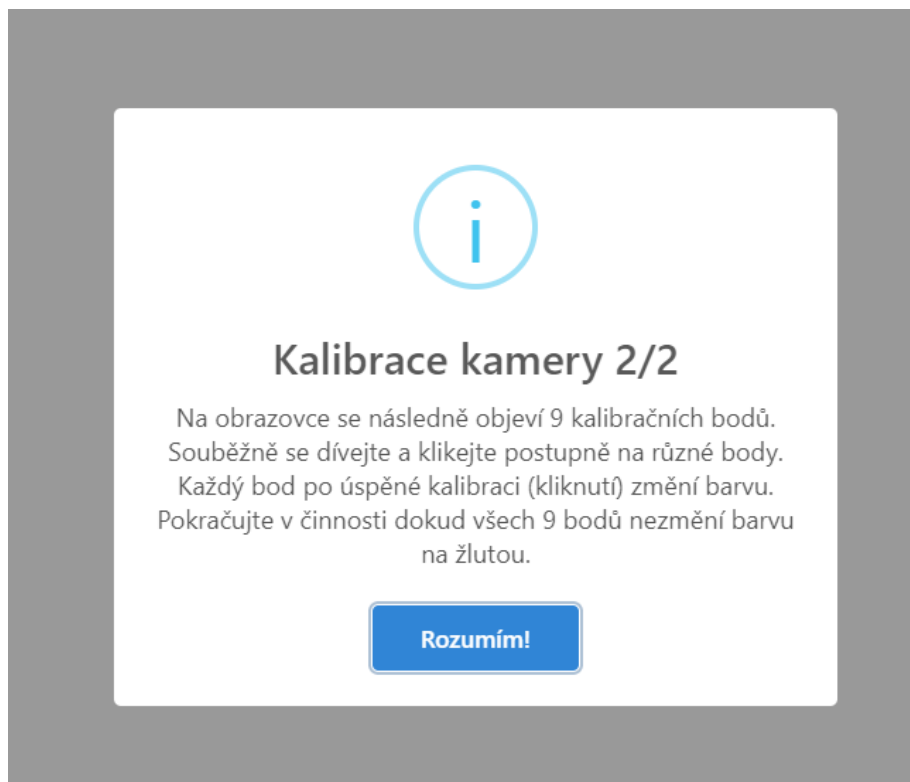 i
Kalibrace kamery 2/2
Na obrazovce se následně objeví 9 kalibračních bodů.
Souběžně se dívejte a klikejte postupně na různé body.
Každý bod po úspěné kalibraci (kliknutí) změní barvu.
Pokračujte v činnosti dokud všech 9 bodů nezmění barvu
na žlutou.
Rozumím!